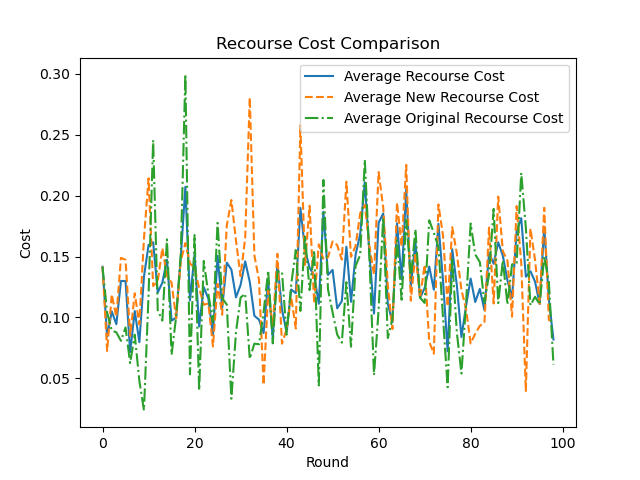 Recourse Cost Comparison
Average Recourse Cost
Average New Recourse Cost
Average Original Recourse Cost
0.30
0.25
0.20
0.15
0.10
0.05
Cost
0 20 40 60 80 100
Round